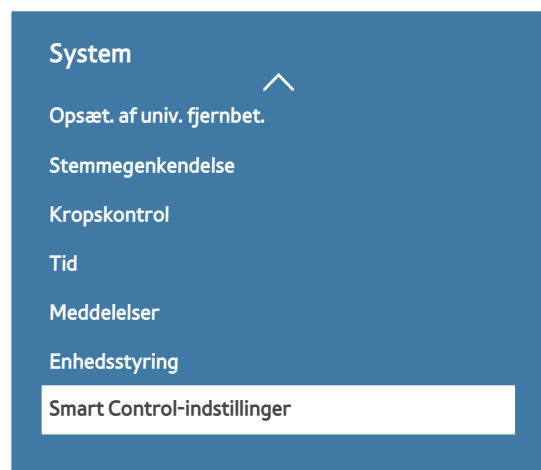 System
Opsæt. af univ. fjernbet.
Stemmegenkendelse
Kropskontrol
Tid
Meddelelser
Enhedsstyring
Smart Control-indstillinger